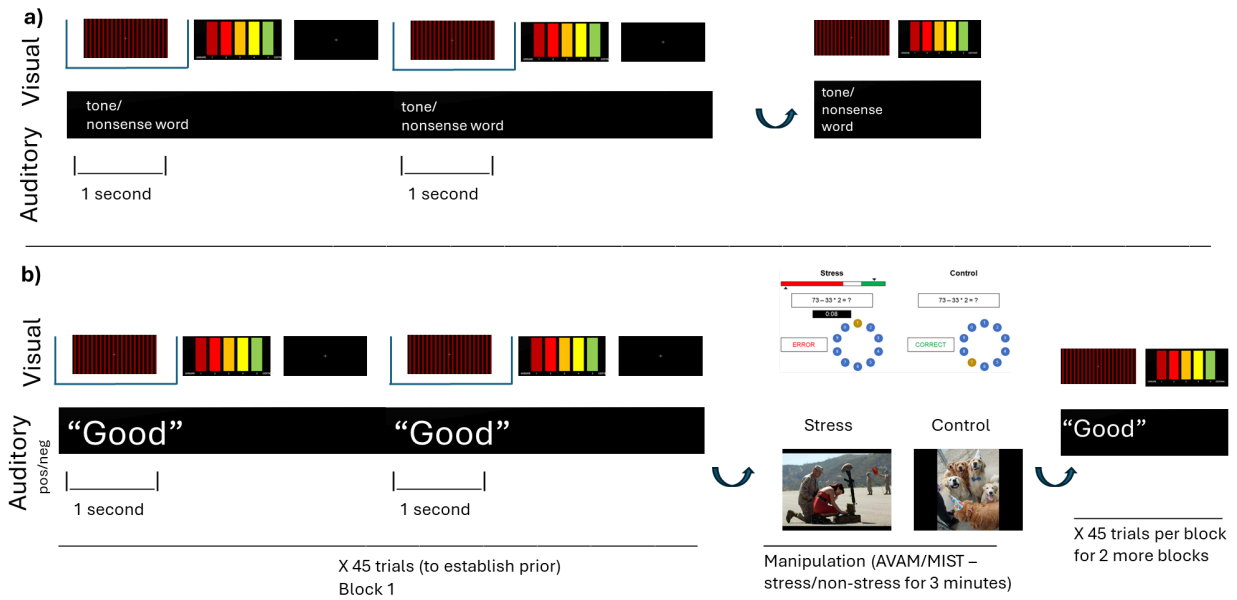 a)
Visual
Auditory
tone/
nonsense word
tone/
nonsense word
tone/
nonsense
word
1 second
1 second
b)
Visual
Auditory
pos/neg
“Good”
“Good”
“Good”
1 second
1 second
X 45 trials (to establish prior)
Block 1
Stress
Control
73 – 33 * 2 = ?
73 – 33 * 2 = ?
0:08
ERROR
CORRECT
Stress
Control
Manipulation (AVAM/MIST –
stress/non-stress for 3 minutes)
X 45 trials per block
for 2 more blocks